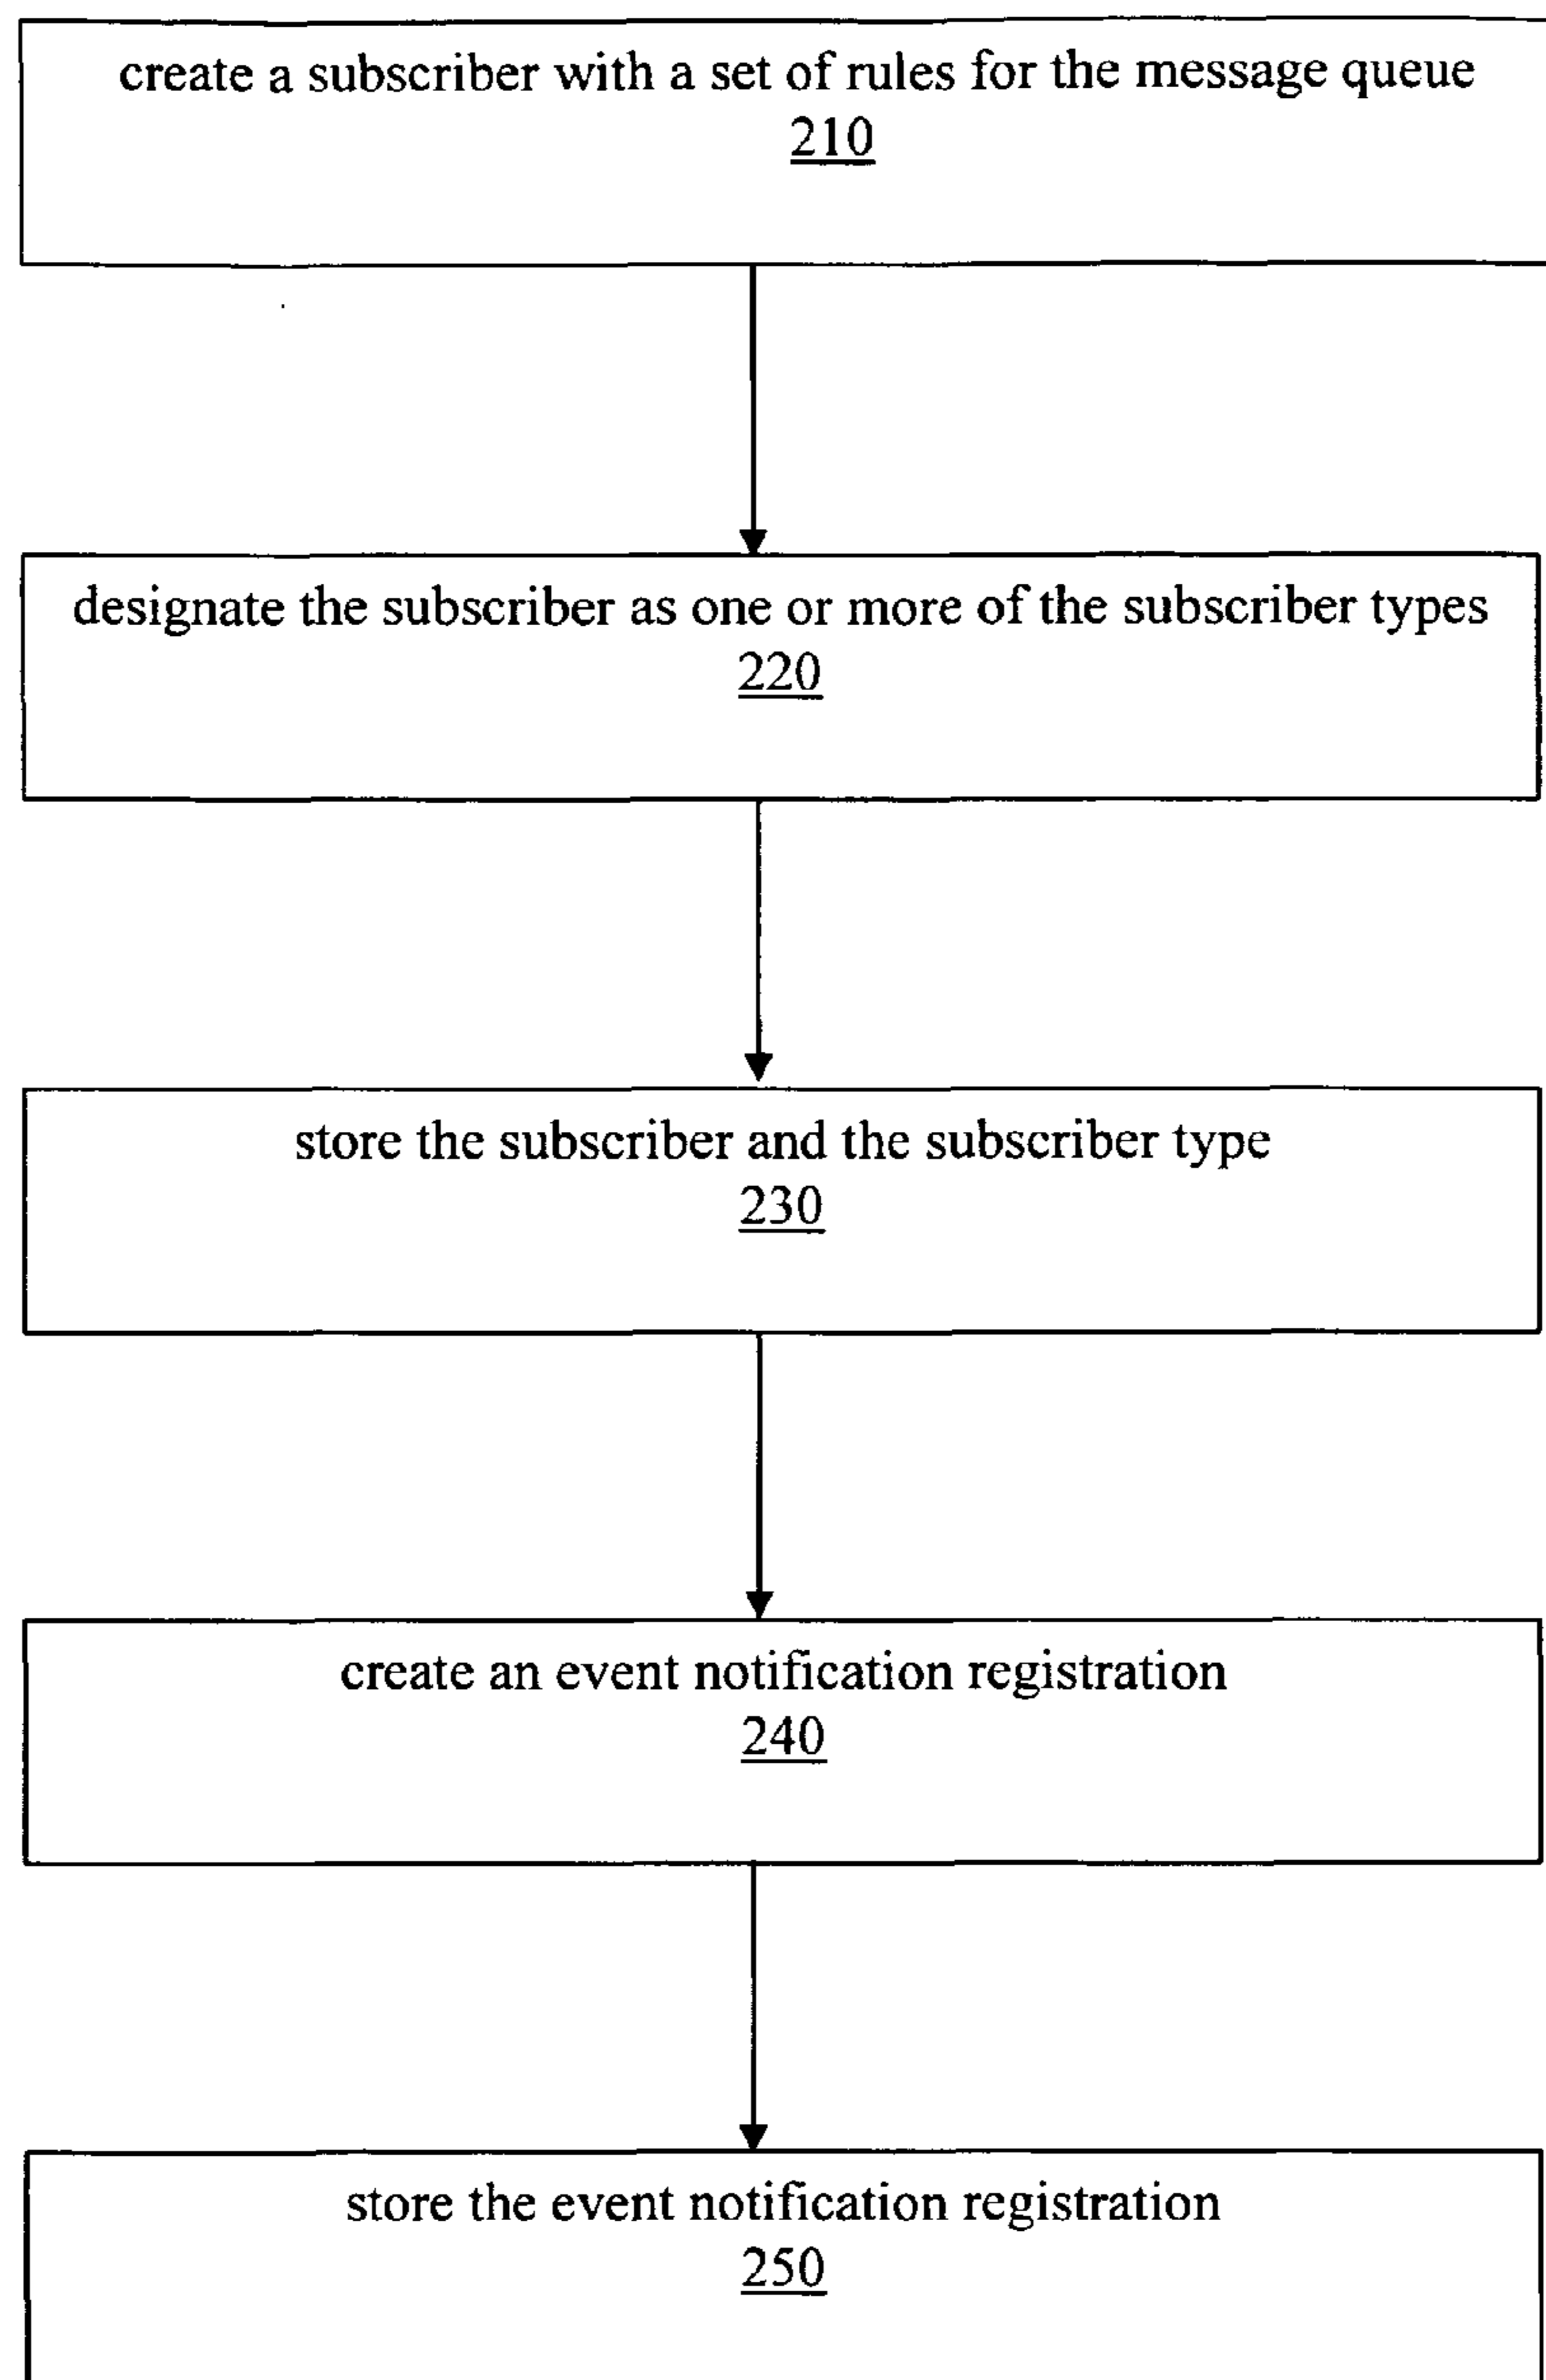 create a subscriber with a set of rules for the message queue
210
designate the subscriber as one or more of the subscriber types
220
store the subscriber and the subscriber type
230
create an event notification registration
240
store the event notification registration
250